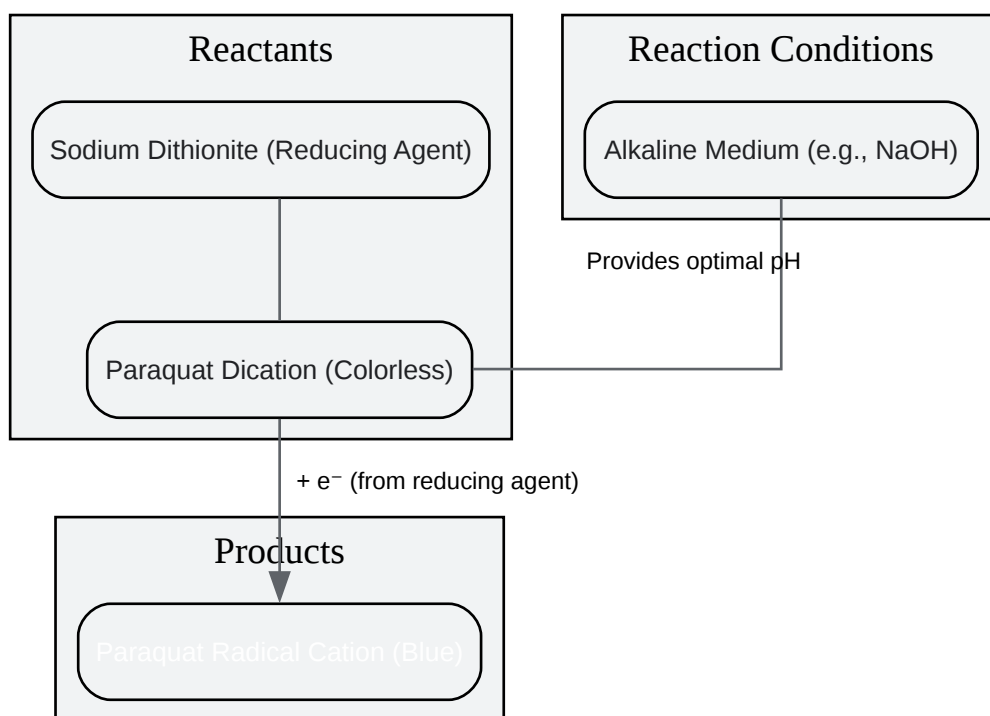 Reactants
Reaction Conditions
Sodium Dithionite (Reducing Agent)
Alkaline Medium (e.g., NaOH)
Provides optimal pH
Paraquat Dication (Colorless)
+ e⁻ (from reducing agent)
Products
Paraquat Radical Cation (Blue)